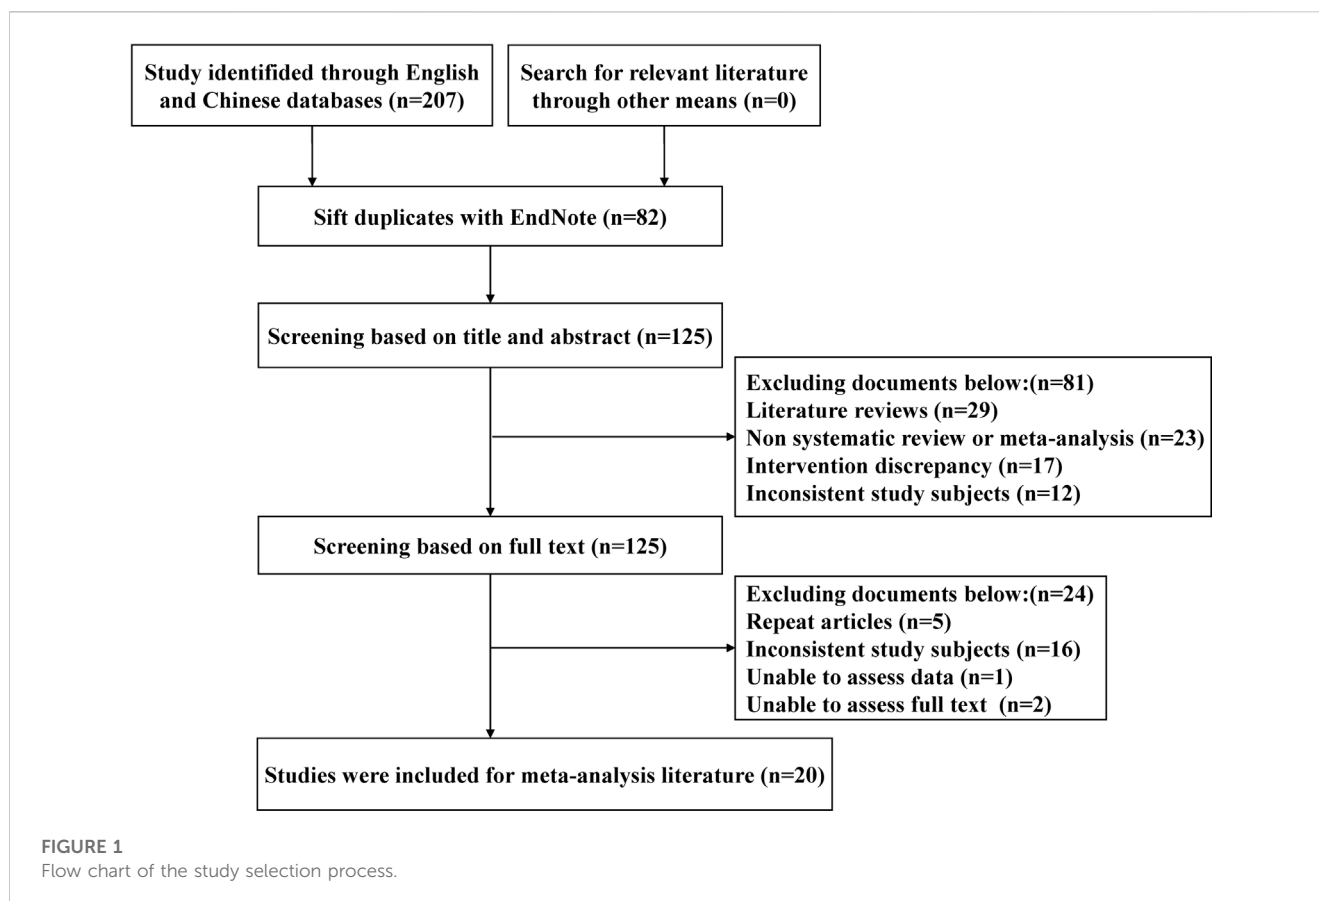 Study identifided through English
and Chinese databases (n=207)
Search for relevant literature
through other means (n=0)
Sift duplicates with EndNote (n=82)
Screening based on title and abstract (n=125)
Excluding documents below:(n=81)
Literature reviews (n=29)
Non systematic review or meta-analysis (n=23)
Intervention discrepancy (n=17)
Inconsistent study subjects (n=12)
Screening based on full text (n=125)
Excluding documents below:(n=24)
Repeat articles (n=5)
Inconsistent study subjects (n=16)
Unable to assess data (n=1)
Unable to assess full text (n=2)
Studies were included for meta-analysis literature (n=20)
FIGURE 1
Flow chart of the study selection process.